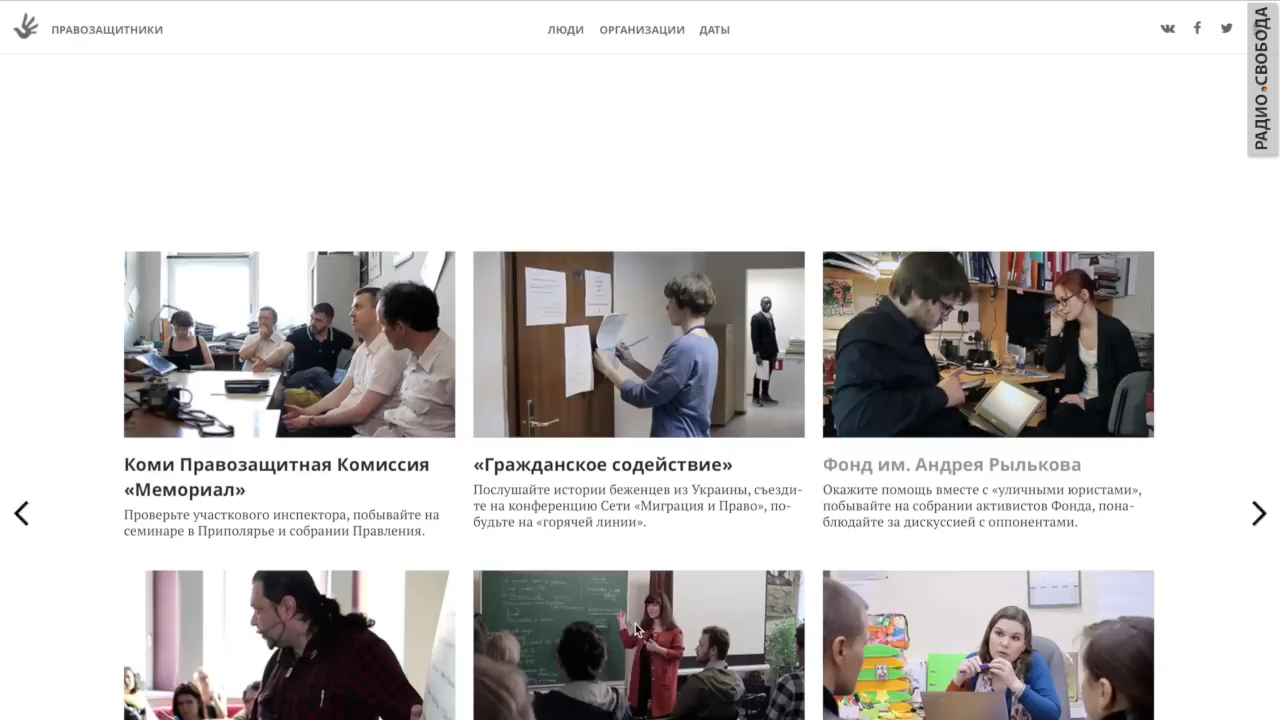 ПРАВОЗАЩИТНИКИ
ЛЮДИ ОРГАНИЗАЦИИ ДАТЫ
РАДИО СВОБОДА
Коми Правозащитная Комиссия
«Мемориал»
Проверьте участкового инспектора, побывайте на
семинаре в Приполярье и собрании Правления.
«Гражданское содействие»
Послушайте истории беженцев из Украины, съезди-
те на конференцию Сети «Миграция и Право», по-
будьте на «горячей линии».
Фонд им. Андрея Рылькова
Окажите помощь вместе с «уличными юристами»,
побывайте на собрании активистов Фонда, пона-
блюдайте за дискуссией с оппонентами.